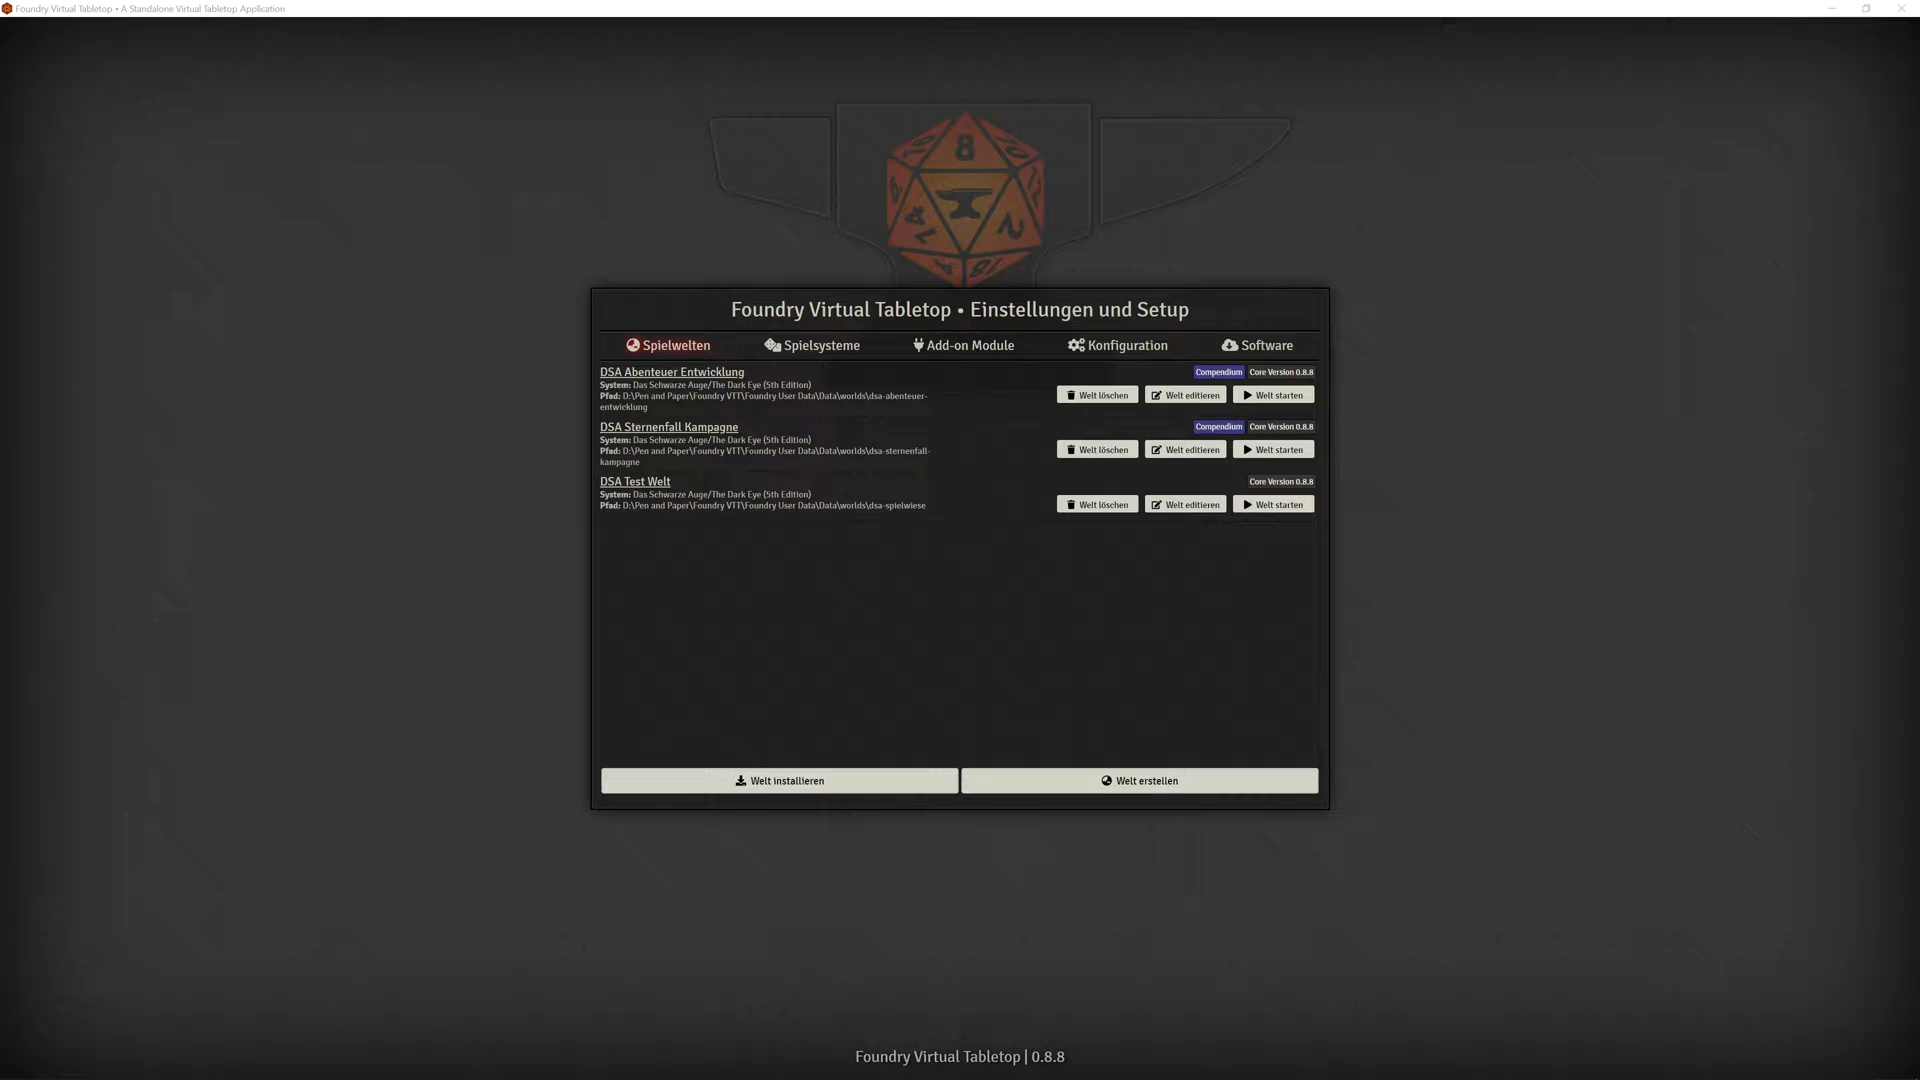 Foundry Virtual Tabletop • A Standalone Virtual Tabletop Application
8
2
18
Foundry Virtual Tabletop • Einstellungen und Setup
Spielwelten Spielsysteme Add-on Module Konfiguration Software
DSA Abenteuer Entwicklung Compendium Core Version 0.8.8
System: Das Schwarze Auge/The Dark Eye (5th Edition)
Pfad: D:\Pen and Paper\Foundry VTT\Foundry User Data\Data\worlds\dsa-abenteuer-
entwicklung
Welt löschen Welt editieren Welt starten
DSA Sternenfall Kampagne Compendium Core Version 0.8.8
System: Das Schwarze Auge/The Dark Eye (5th Edition)
Pfad: D:\Pen and Paper\Foundry VTT\Foundry User Data\Data\worlds\dsa-sternenfall-
kampagne
Welt löschen Welt editieren Welt starten
DSA Test Welt Core Version 0.8.8
System: Das Schwarze Auge/The Dark Eye (5th Edition)
Pfad: D:\Pen and Paper\Foundry VTT\Foundry User Data\Data\worlds\dsa-spielwiese
Welt löschen Welt editieren Welt starten
Welt installieren Welt erstellen
Foundry Virtual Tabletop | 0.8.8